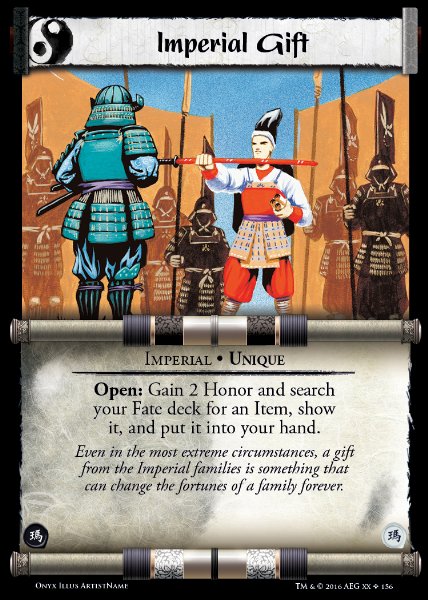 Imperial Gift
Imperial • Unique
Open: Gain 2 Honor and search
your Fate deck for an Item, show
it, and put it into your hand.
Even in the most extreme circumstances, a gift
from the Imperial families is something that
can change the fortunes of a family forever.
瑪
瑪
Onyx Illus ArtistName
TM & © 2016 AEG XX ❖ 156